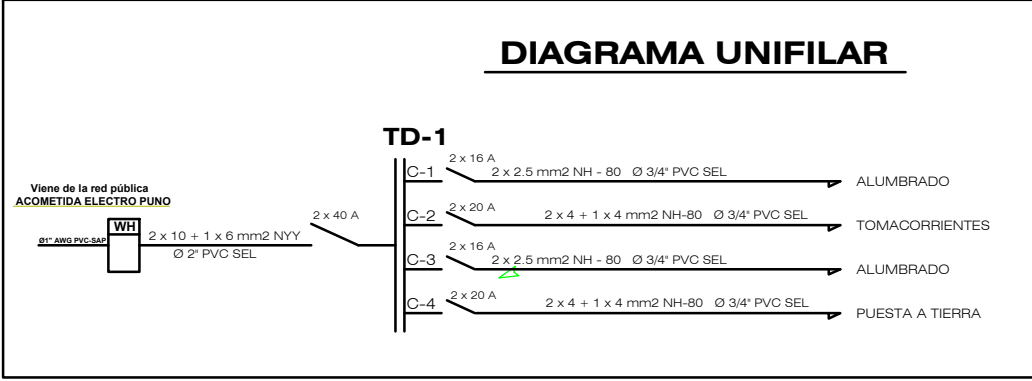 DIAGRAMA UNIFILAR
TD-1
Viene de la red pública
ACOMETIDA ELECTRO PUNO
Ø1" AWG PVC-SAP
WH
2 x 10 + 1 x 6 mm2 NYY
Ø 2" PVC SEL
2 x 40 A
C-1
2 x 16 A
2 x 2.5 mm2 NH - 80 Ø 3/4" PVC SEL
ALUMBRADO
C-2
2 x 20 A
2 x 4 + 1 x 4 mm2 NH-80 Ø 3/4" PVC SEL
TOMACORRIENTES
C-3
2 x 16 A
2 x 2.5 mm2 NH - 80 Ø 3/4" PVC SEL
ALUMBRADO
C-4
2 x 20 A
2 x 4 + 1 x 4 mm2 NH-80 Ø 3/4" PVC SEL
PUESTA A TIERRA